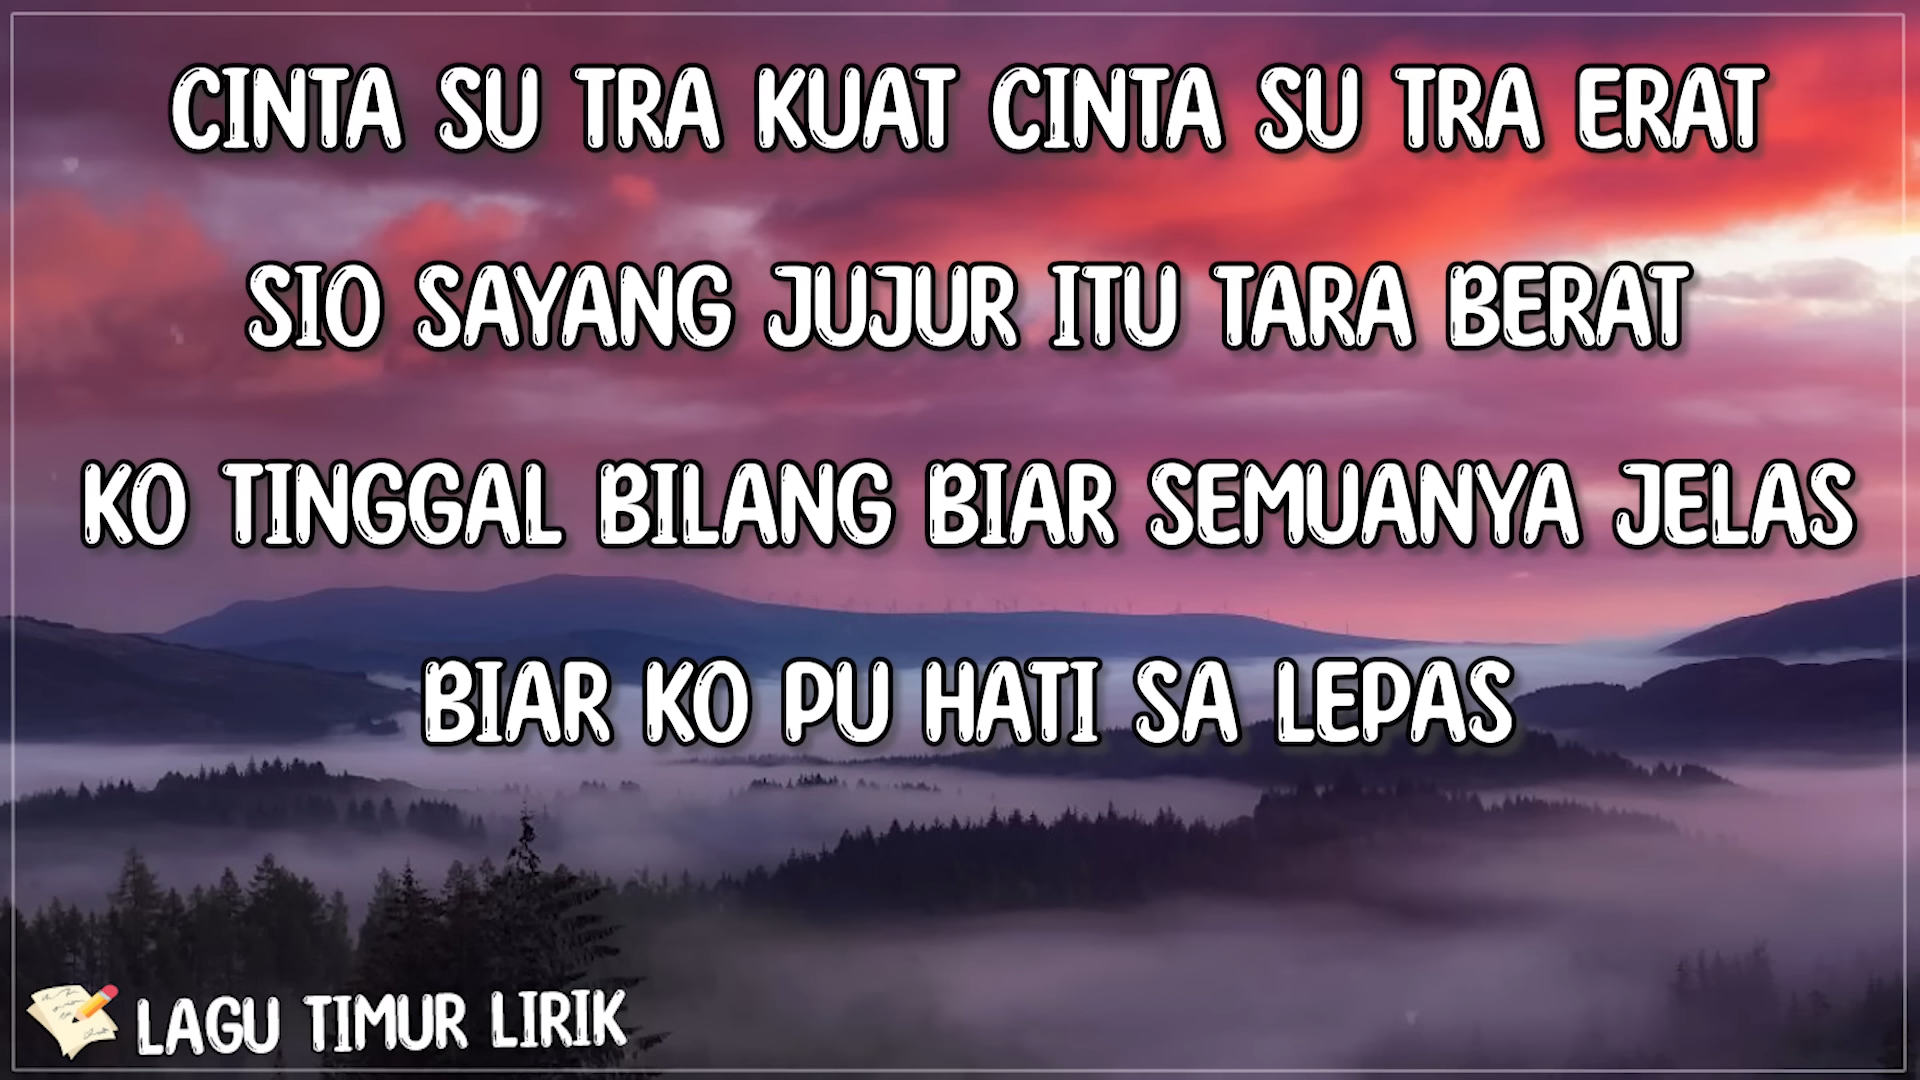 CINTA SU TRA KUAT CINTA SU TRA ERAT
SIO SAYANG JUJUR ITU TARA BERAT
KO TINGGAL BILANG BIAR SEMUANYA JELAS
BIAR KO PU HATI SA LEPAS
LAGU TIMUR LIRIK